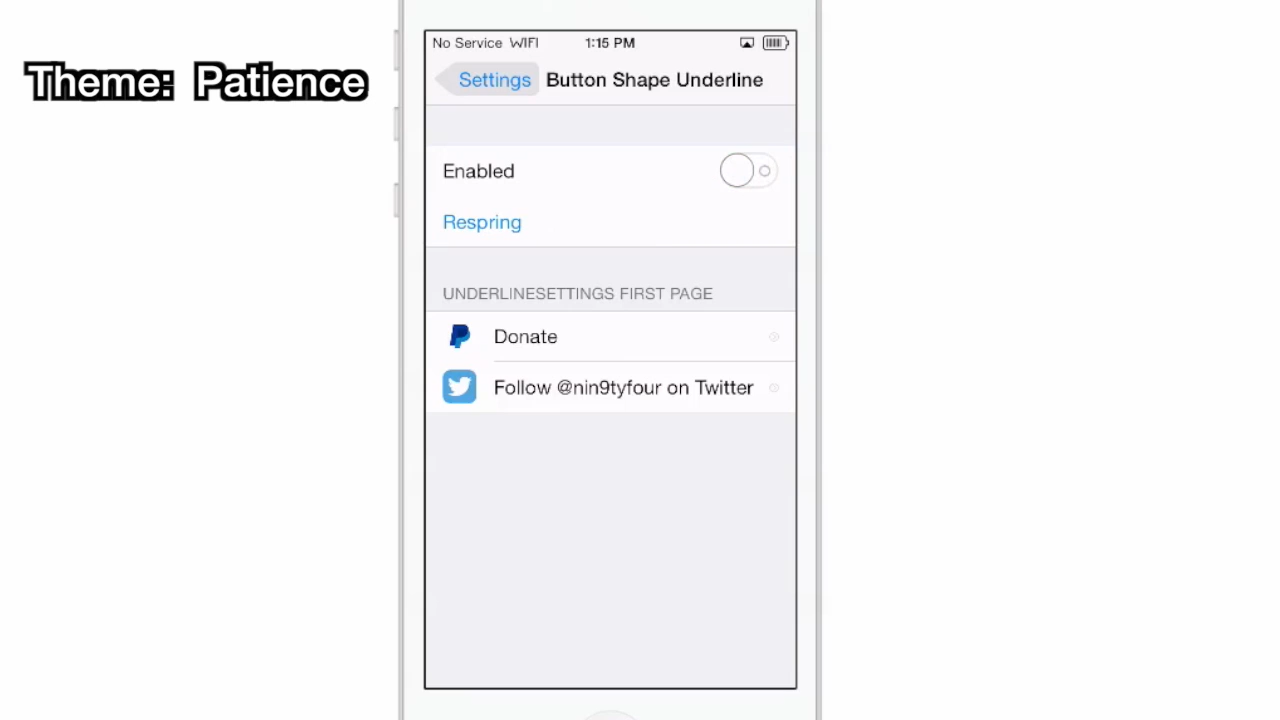 Theme: Patience
No Service WIFI 1:15 PM
Settings Button Shape Underline
Enabled
Respring
UNDERLINESETTINGS FIRST PAGE
Donate
Follow @nin9tyfour on Twitter